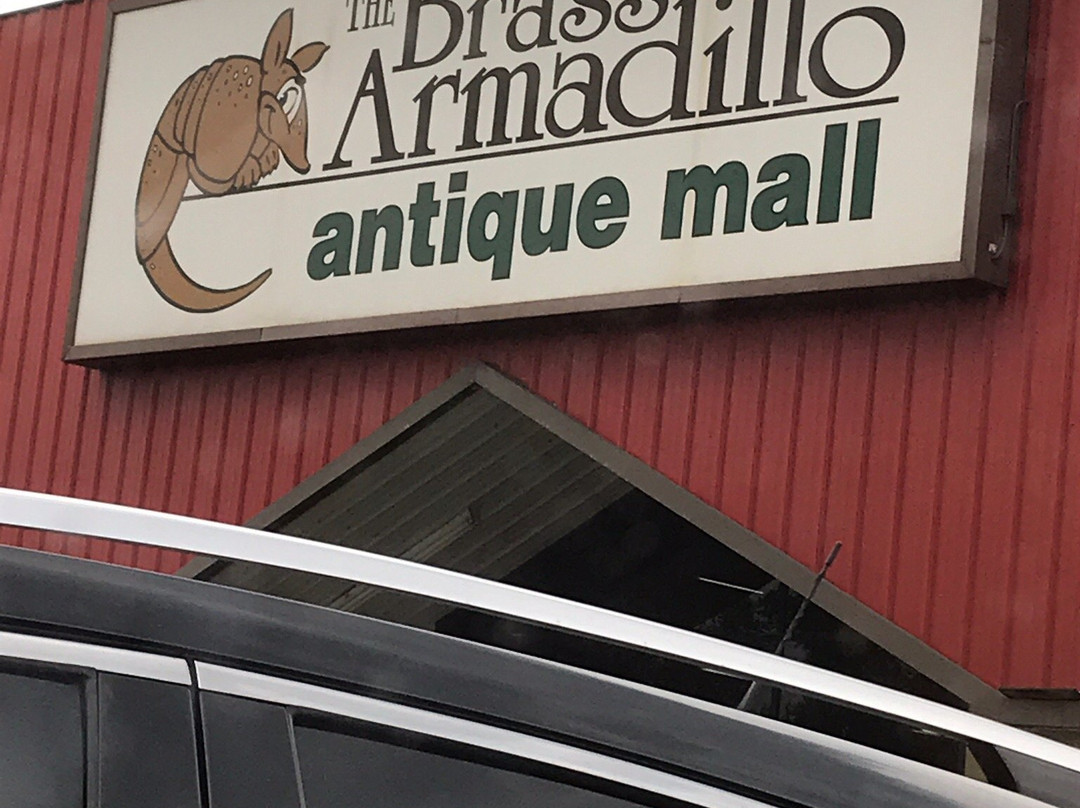 THE
Brass
Armadillo
antique mall